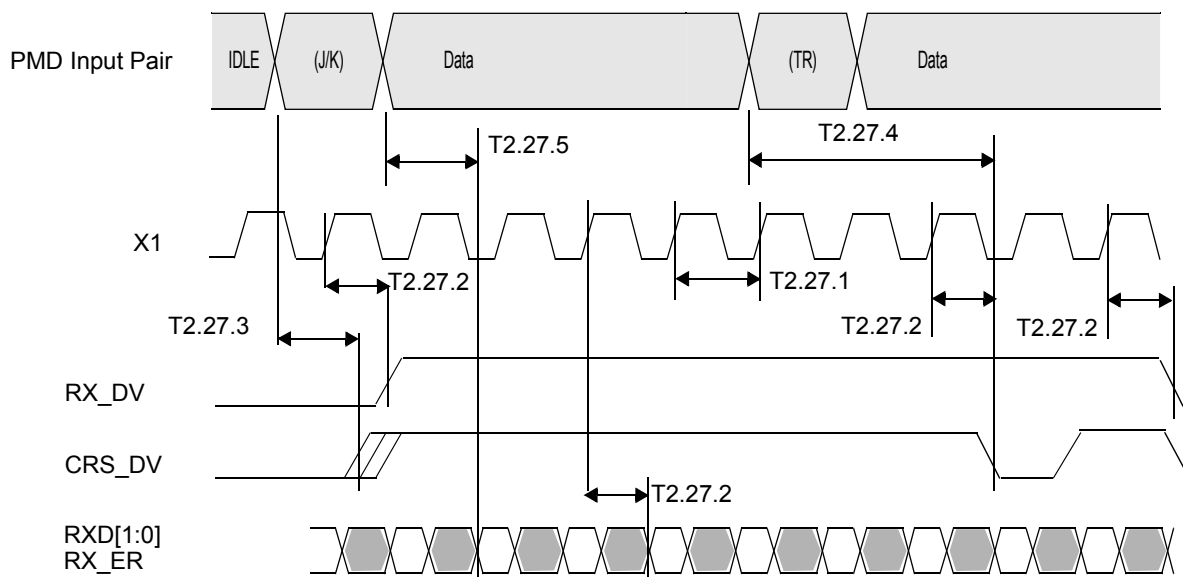 PMD Input Pair
IDLE
(J/K)
Data
(TR)
Data
T2.27.5
T2.27.4
X1
T2.27.2
T2.27.1
T2.27.3
T2.27.2
T2.27.2
RX_DV
CRS_DV
T2.27.2
RXD[1:0]
RX_ER